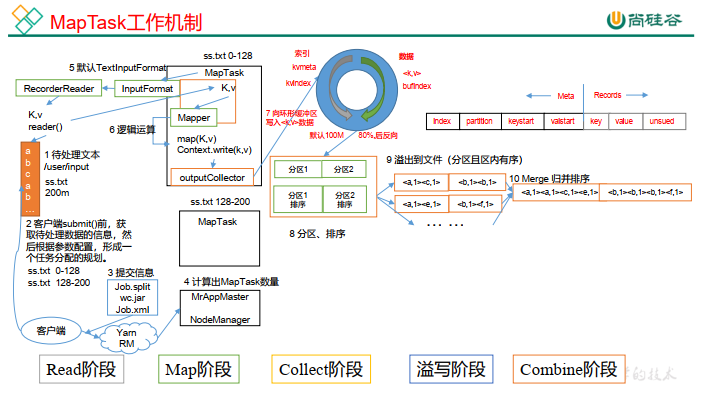 MapTask工作机制
尚硅谷
ss.txt 0-128
5 默认TextInputFormat
MapTask
RecorderReader
InputFormat
K,v
K,v
reader()
Mapper
6 逻辑运算
map(K,v)
Context.write(k,v)
outputCollector
索引
kvmeta
kvindex
数据
<k,v>
bufindex
7 向环形缓冲区
写入<k,v>数据
默认100M
80%,后反向
Meta
Records
Index
partition
keystart
valstart
key
value
unsued
a
b
c
a
b
...
1 待处理文本
/user/input
ss.txt
200m
分区1
分区2
分区1
排序
分区2
排序
8 分区、排序
9 溢出到文件（分区且区内有序）
<a,1><c,1>
<b,1><b,1>
<a,1><e,1>
<b,1><f,1>
... ...
10 Merge 归并排序
<a,1><a,1><c,1><e,1>
<b,1><b,1><b,1><f,1>
ss.txt 128-200
MapTask
2 客户端submit()前，获
取待处理数据的信息，然
后根据参数配置，形成一
个任务分配的规划。
ss.txt 0-128
ss.txt 128-200
3 提交信息
Job.split
wc.jar
Job.xml
4 计算出MapTask数量
MrAppMaster
NodeManager
客户端
Yarn
RM
Read阶段
Map阶段
Collect阶段
溢写阶段
Combine阶段
的技术